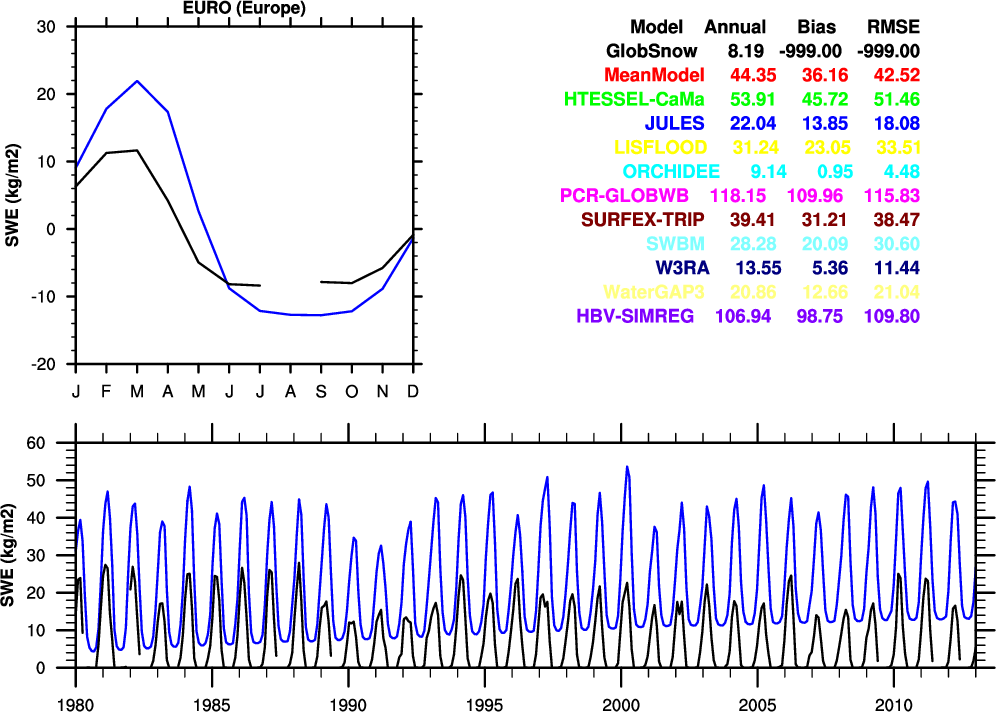 EURO (Europe)
30
20
10
0
-10
-20
SWE (kg/m2)
J F M A M J J A S O N D
Model Annual Bias RMSE
GlobSnow 8.19 -999.00 -999.00
MeanModel 44.35 36.16 42.52
HTESSEL-CaMa 53.91 45.72 51.46
JULES 22.04 13.85 18.08
LISFLOOD 31.24 23.05 33.51
ORCHIDEE 9.14 0.95 4.48
PCR-GLOBWB 118.15 109.96 115.83
SURFEX-TRIP 39.41 31.21 38.47
SWBM 28.28 20.09 30.60
W3RA 13.55 5.36 11.44
WaterGAP3 20.86 12.66 21.04
HBV-SIMREG 106.94 98.75 109.80
60
50
40
30
20
10
0
SWE (kg/m2)
1980 1985 1990 1995 2000 2005 2010